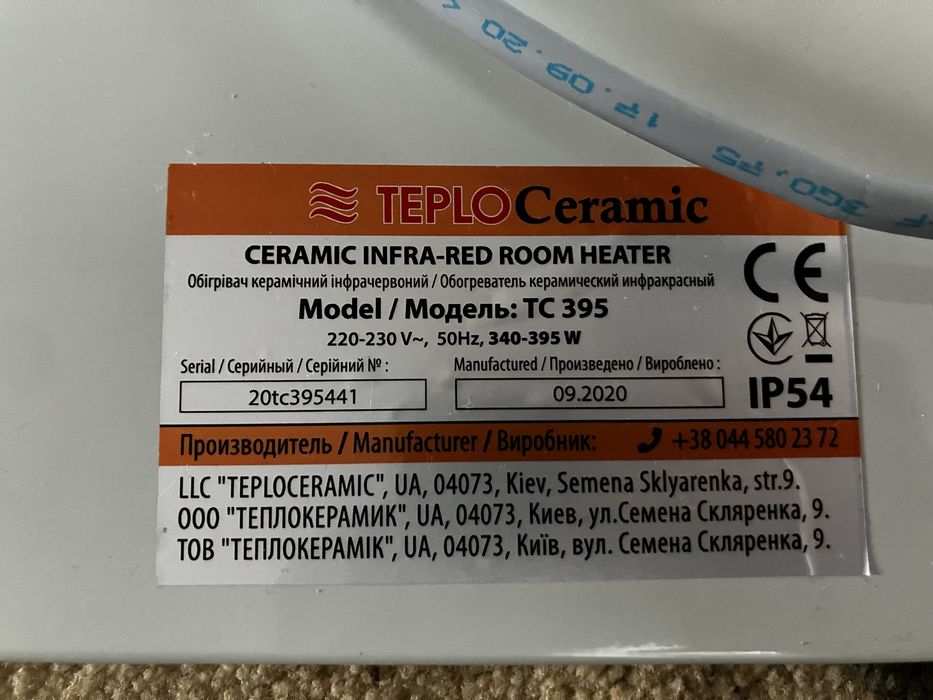 TEPLOCeramic
CERAMIC INFRA-RED ROOM HEATER
Обігрівач керамічний інфрачервоний / Обогреватель керамический инфракрасный
Model / Модель: TC 395
220-230 V~, 50Hz, 340-395 W
Serial / Серийный / Серійний № :
20tc395441
Manufactured / Произведено / Вироблено :
09.2020
CE
IP54
Производитель / Manufacturer / Виробник:
+38 044 580 23 72
LLC "TEPLOCERAMIC", UA, 04073, Kiev, Semena Sklyarenka, str.9.
ООО "ТЕПЛОКЕРАМИК", UA, 04073, Киев, ул.Семена Скляренка, 9.
ТОВ "ТЕПЛОКЕРАМІК", UA, 04073, Київ, вул. Семена Скляренка, 9.